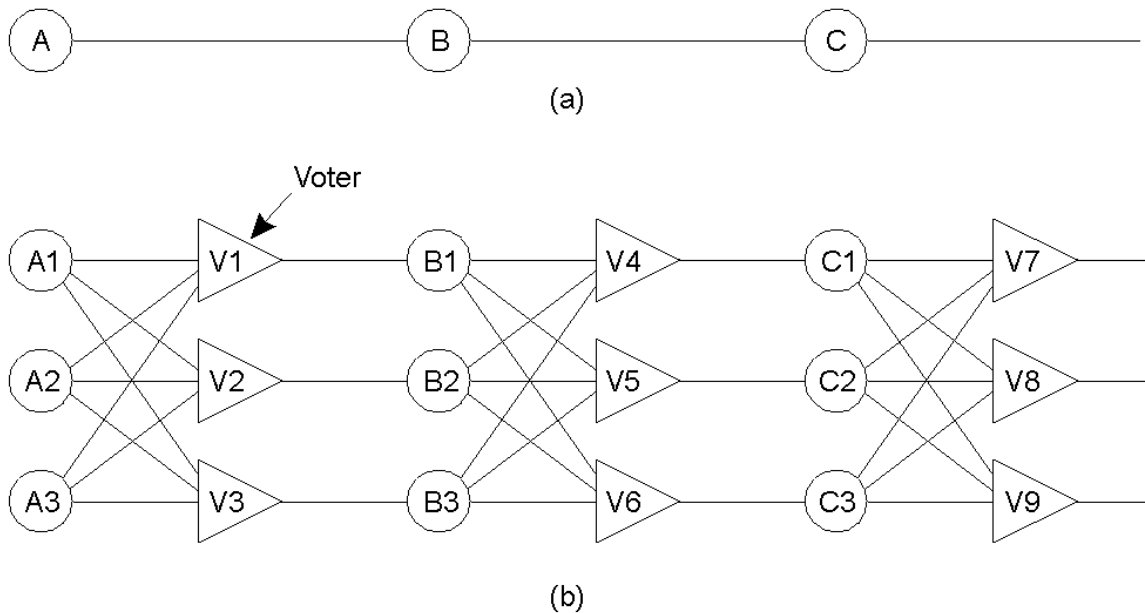 A B C
(a)
Voter
A1 V1 B1 V4 C1 V7
A2 V2 B2 V5 C2 V8
A3 V3 B3 V6 C3 V9
(b)